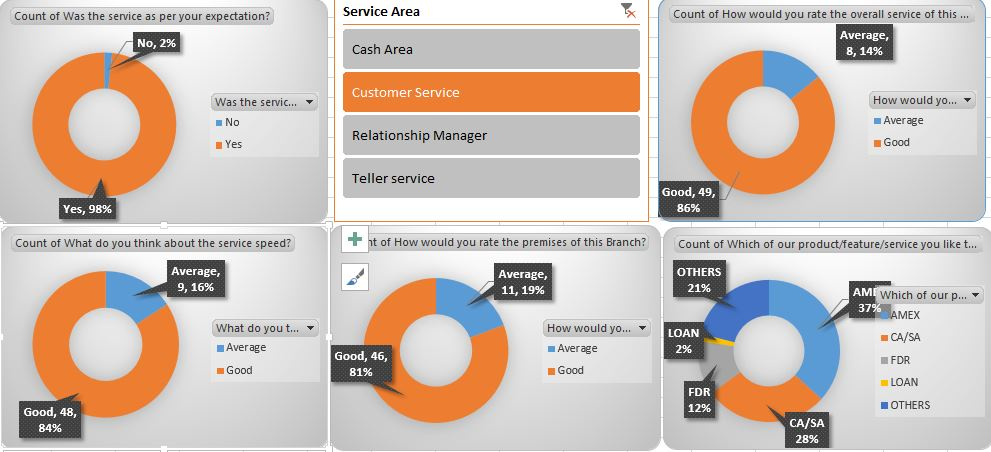 Count of Was the service as per your expectation?
No, 2%
Was the servic...
No
Yes
Yes, 98%
Service Area
Cash Area
Customer Service
Relationship Manager
Teller service
Count of How would you rate the overall service of this ...
Average,
8, 14%
How would yo...
Average
Good
Good, 49,
86%
Count of What do you think about the service speed?
Average,
9, 16%
What do you t...
Average
Good
Good, 48,
84%
nt of How would you rate the premises of this Branch?
Average,
11, 19%
How would yo...
Average
Good
Good, 46,
81%
Count of Which of our product/feature/service you like t...
OTHERS
21%
AME
37%
Which of our p...
AMEX
CA/SA
FDR
LOAN
OTHERS
LOAN
2%
FDR
12%
CA/SA
28%